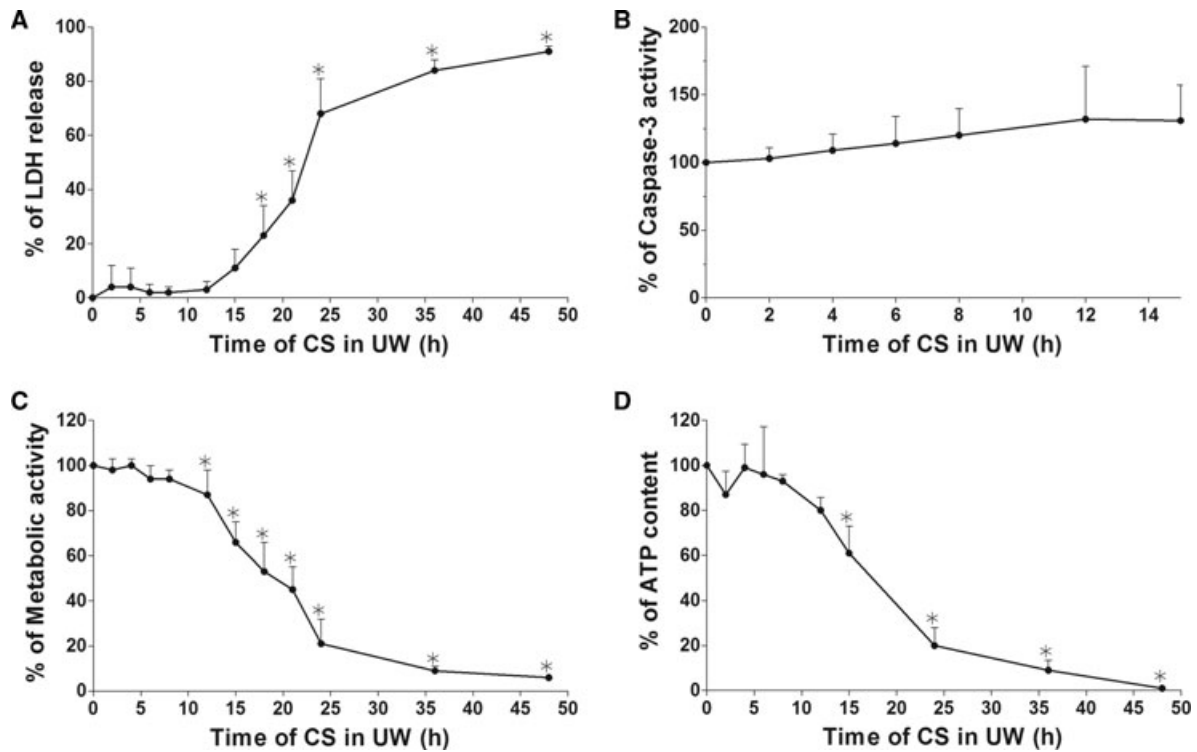 A
% of LDH release
100
80
60
40
20
0
0 5 10 15 20 25 30 35 40 45 50
Time of CS in UW (h)
* * * * *
B
% of Caspase-3 activity
200
150
100
50
0
0 2 4 6 8 10 12 14
Time of CS in UW (h)
C
% of Metabolic activity
120
100
80
60
40
20
0
0 5 10 15 20 25 30 35 40 45 50
Time of CS in UW (h)
* * * * * * *
D
% of ATP content
120
100
80
60
40
20
0
0 5 10 15 20 25 30 35 40 45 50
Time of CS in UW (h)
* * * *